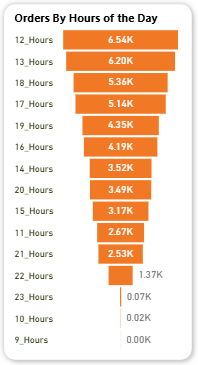 Orders By Hours of the Day
12_Hours 6.54K
13_Hours 6.20K
18_Hours 5.36K
17_Hours 5.14K
19_Hours 4.35K
16_Hours 4.19K
14_Hours 3.52K
20_Hours 3.49K
15_Hours 3.17K
11_Hours 2.67K
21_Hours 2.53K
22_Hours 1.37K
23_Hours 0.07K
10_Hours 0.02K
9_Hours 0.00K